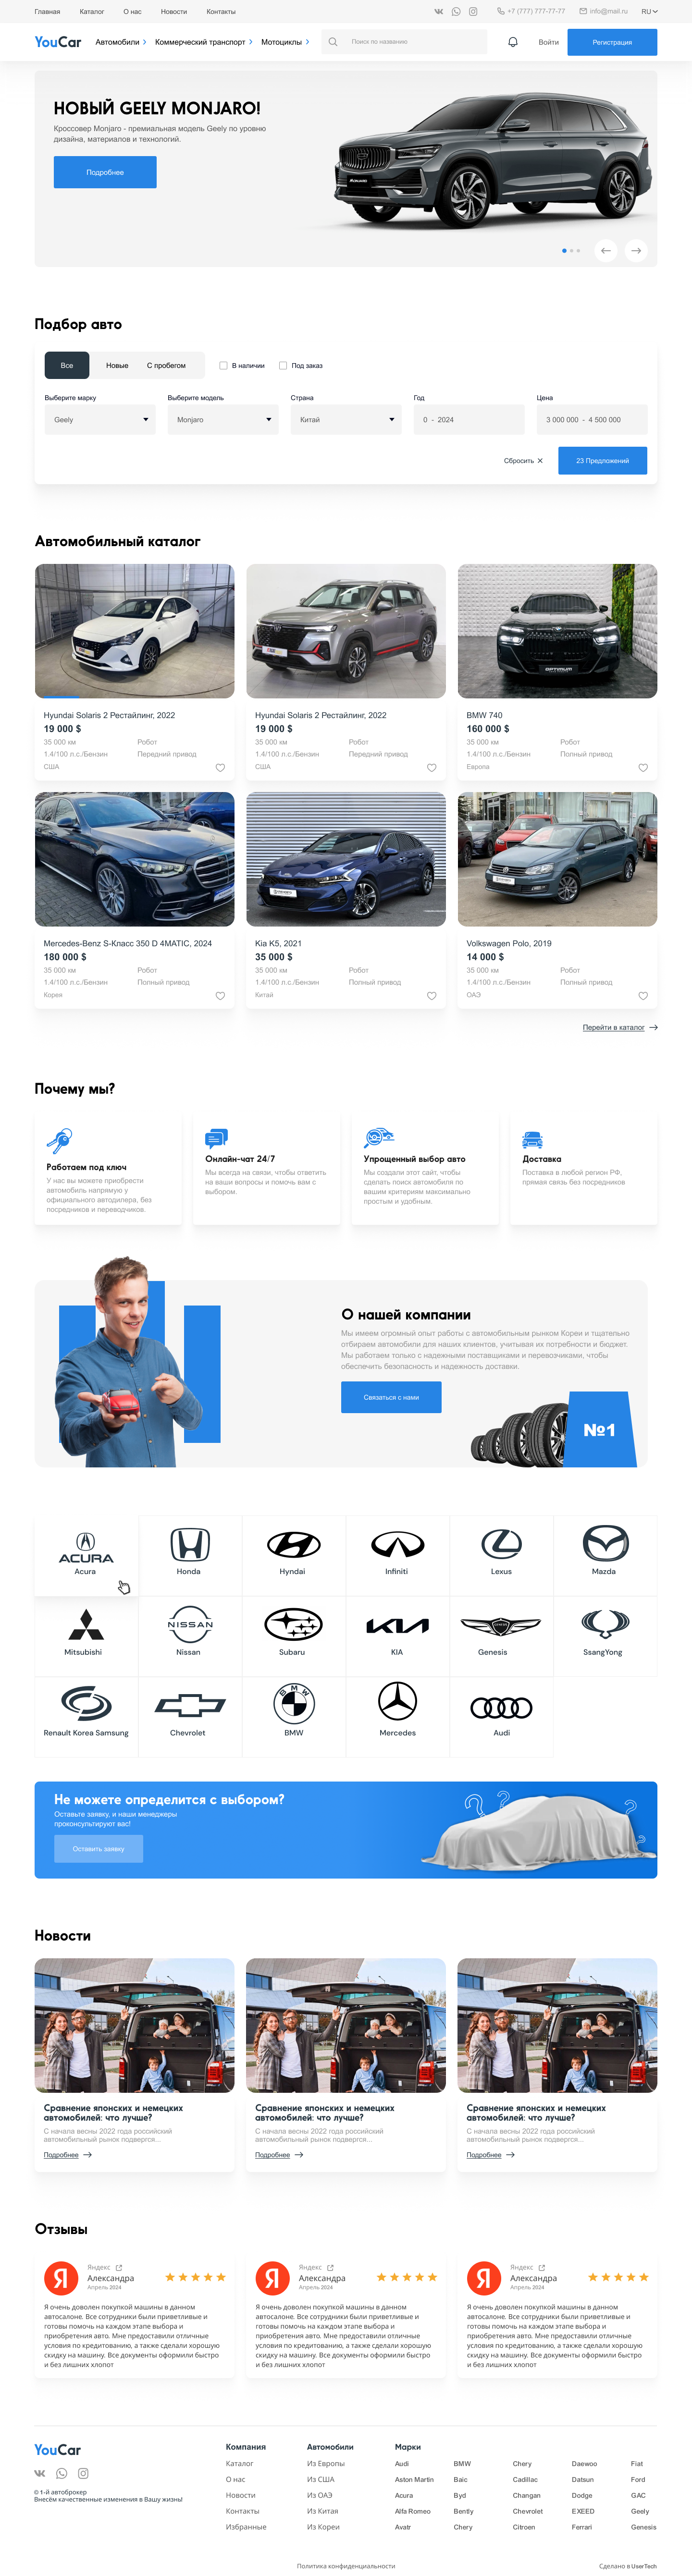 Главная Каталог О нас Новости Контакты +7 (777) 777-77-77 info@mail.ru RU
YouCar Автомобили Коммерческий транспорт Мотоциклы Поиск по названию Войти Регистрация
НОВЫЙ GEELY MONJARO!
Кроссовер Monjaro - премиальная модель Geely по уровню
дизайна, материалов и технологий.
Подробнее
Подбор авто
Все Новые С пробегом В наличии Под заказ
Выберите марку Выберите модель Страна Год Цена
Geely Monjaro Китай 0 - 2024 3 000 000 - 4 500 000
Сбросить 23 Предложений
Автомобильный каталог
Hyundai Solaris 2 Рестайлинг, 2022
19 000 $
35 000 км Робот
1.4/100 л.с./Бензин Передний привод
США
Hyundai Solaris 2 Рестайлинг, 2022
19 000 $
35 000 км Робот
1.4/100 л.с./Бензин Передний привод
США
BMW 740
160 000 $
35 000 км Робот
1.4/100 л.с./Бензин Полный привод
Европа
Mercedes-Benz S-Класс 350 D 4MATIC, 2024
180 000 $
35 000 км Робот
1.4/100 л.с./Бензин Полный привод
Корея
Kia K5, 2021
35 000 $
35 000 км Робот
1.4/100 л.с./Бензин Полный привод
Китай
Volkswagen Polo, 2019
14 000 $
35 000 км Робот
1.4/100 л.с./Бензин Полный привод
ОАЭ
Перейти в каталог
Почему мы?
Работаем под ключ
У нас вы можете приобрести
автомобиль напрямую у
официального автодилера, без
посредников и переводчиков.
Онлайн-чат 24/7
Мы всегда на связи, чтобы ответить
на ваши вопросы и помочь вам с
выбором.
Упрощенный выбор авто
Мы создали этот сайт, чтобы
сделать поиск автомобиля по
вашим критериям максимально
простым и удобным.
Доставка
Поставка в любой регион РФ,
прямая связь без посредников
О нашей компании
Мы имеем огромный опыт работы с автомобильным рынком Кореи и тщательно
отбираем автомобили для наших клиентов, учитывая их потребности и бюджет.
Мы работаем только с надежными поставщиками и перевозчиками, чтобы
обеспечить безопасность и надежность доставки.
Связаться с нами
№1
ACURA
Acura Honda Hyndai Infiniti Lexus Mazda
NISSAN KIA GENESIS
Mitsubishi Nissan Subaru KIA Genesis SsangYong
BMW
Renault Korea Samsung Chevrolet BMW Mercedes Audi
Не можете определится с выбором?
Оставьте заявку, и наши менеджеры
проконсультируют вас!
Оставить заявку
Новости
Сравнение японских и немецких
автомобилей: что лучше?
С начала весны 2022 года российский
автомобильный рынок подвергся...
Подробнее
Сравнение японских и немецких
автомобилей: что лучше?
С начала весны 2022 года российский
автомобильный рынок подвергся...
Подробнее
Сравнение японских и немецких
автомобилей: что лучше?
С начала весны 2022 года российский
автомобильный рынок подвергся...
Подробнее
Отзывы
Я
Яндекс
Александра
Апрель 2024
Я очень доволен покупкой машины в данном
автосалоне. Все сотрудники были приветливые и
готовы помочь на каждом этапе выбора и
приобретения авто. Мне предоставили отличные
условия по кредитованию, а также сделали хорошую
скидку на машину. Все документы оформили быстро
и без лишних хлопот
Я
Яндекс
Александра
Апрель 2024
Я очень доволен покупкой машины в данном
автосалоне. Все сотрудники были приветливые и
готовы помочь на каждом этапе выбора и
приобретения авто. Мне предоставили отличные
условия по кредитованию, а также сделали хорошую
скидку на машину. Все документы оформили быстро
и без лишних хлопот
Я
Яндекс
Александра
Апрель 2024
Я очень доволен покупкой машины в данном
автосалоне. Все сотрудники были приветливые и
готовы помочь на каждом этапе выбора и
приобретения авто. Мне предоставили отличные
условия по кредитованию, а также сделали хорошую
скидку на машину. Все документы оформили быстро
и без лишних хлопот
YouCar
© 1-й автоброкер
Внесём качественные изменения в Вашу жизнь!
Компания
Каталог
О нас
Новости
Контакты
Избранные
Автомобили
Из Европы
Из США
Из ОАЭ
Из Китая
Из Кореи
Марки
Audi BMW Chery Daewoo Fiat
Aston Martin Baic Cadillac Datsun Ford
Acura Byd Changan Dodge GAC
Alfa Romeo Bently Chevrolet EXEED Geely
Avatr Chery Citroen Ferrari Genesis
Политика конфиденциальности Сделано в UserTech